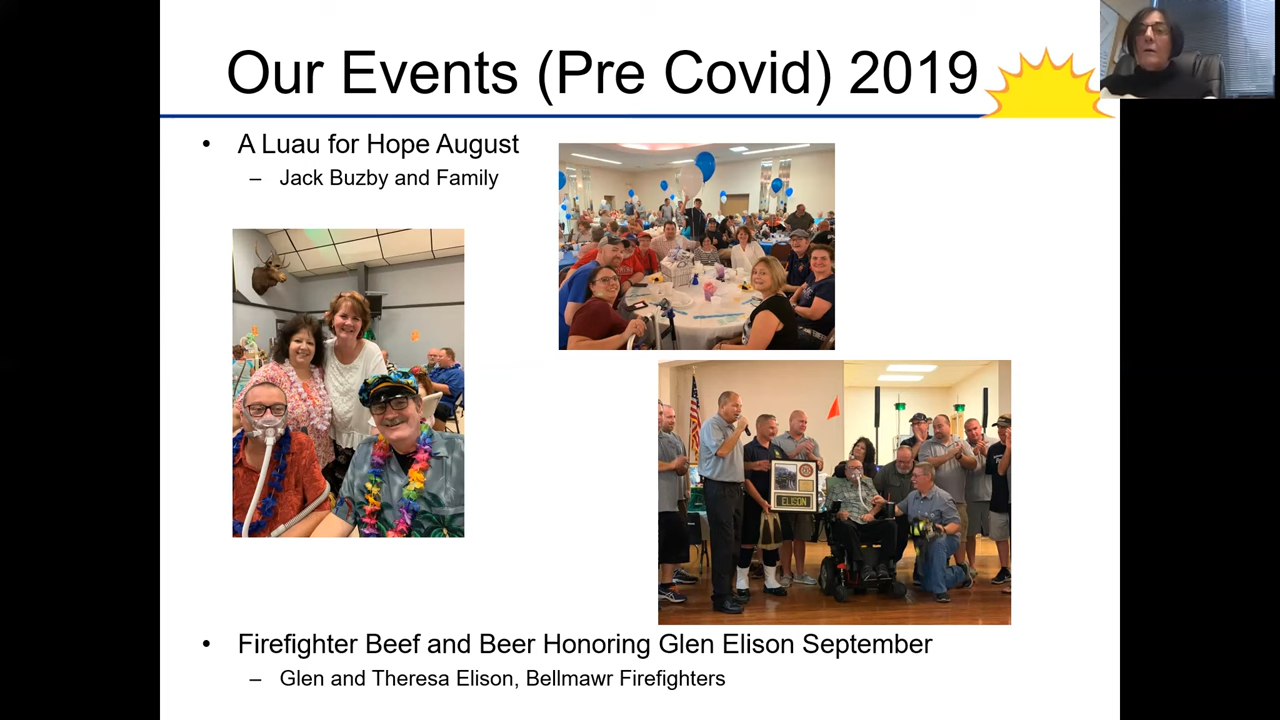 Our Events (Pre Covid) 2019
• A Luau for Hope August
– Jack Buzby and Family
ELISON
• Firefighter Beef and Beer Honoring Glen Elison September
– Glen and Theresa Elison, Bellmawr Firefighters